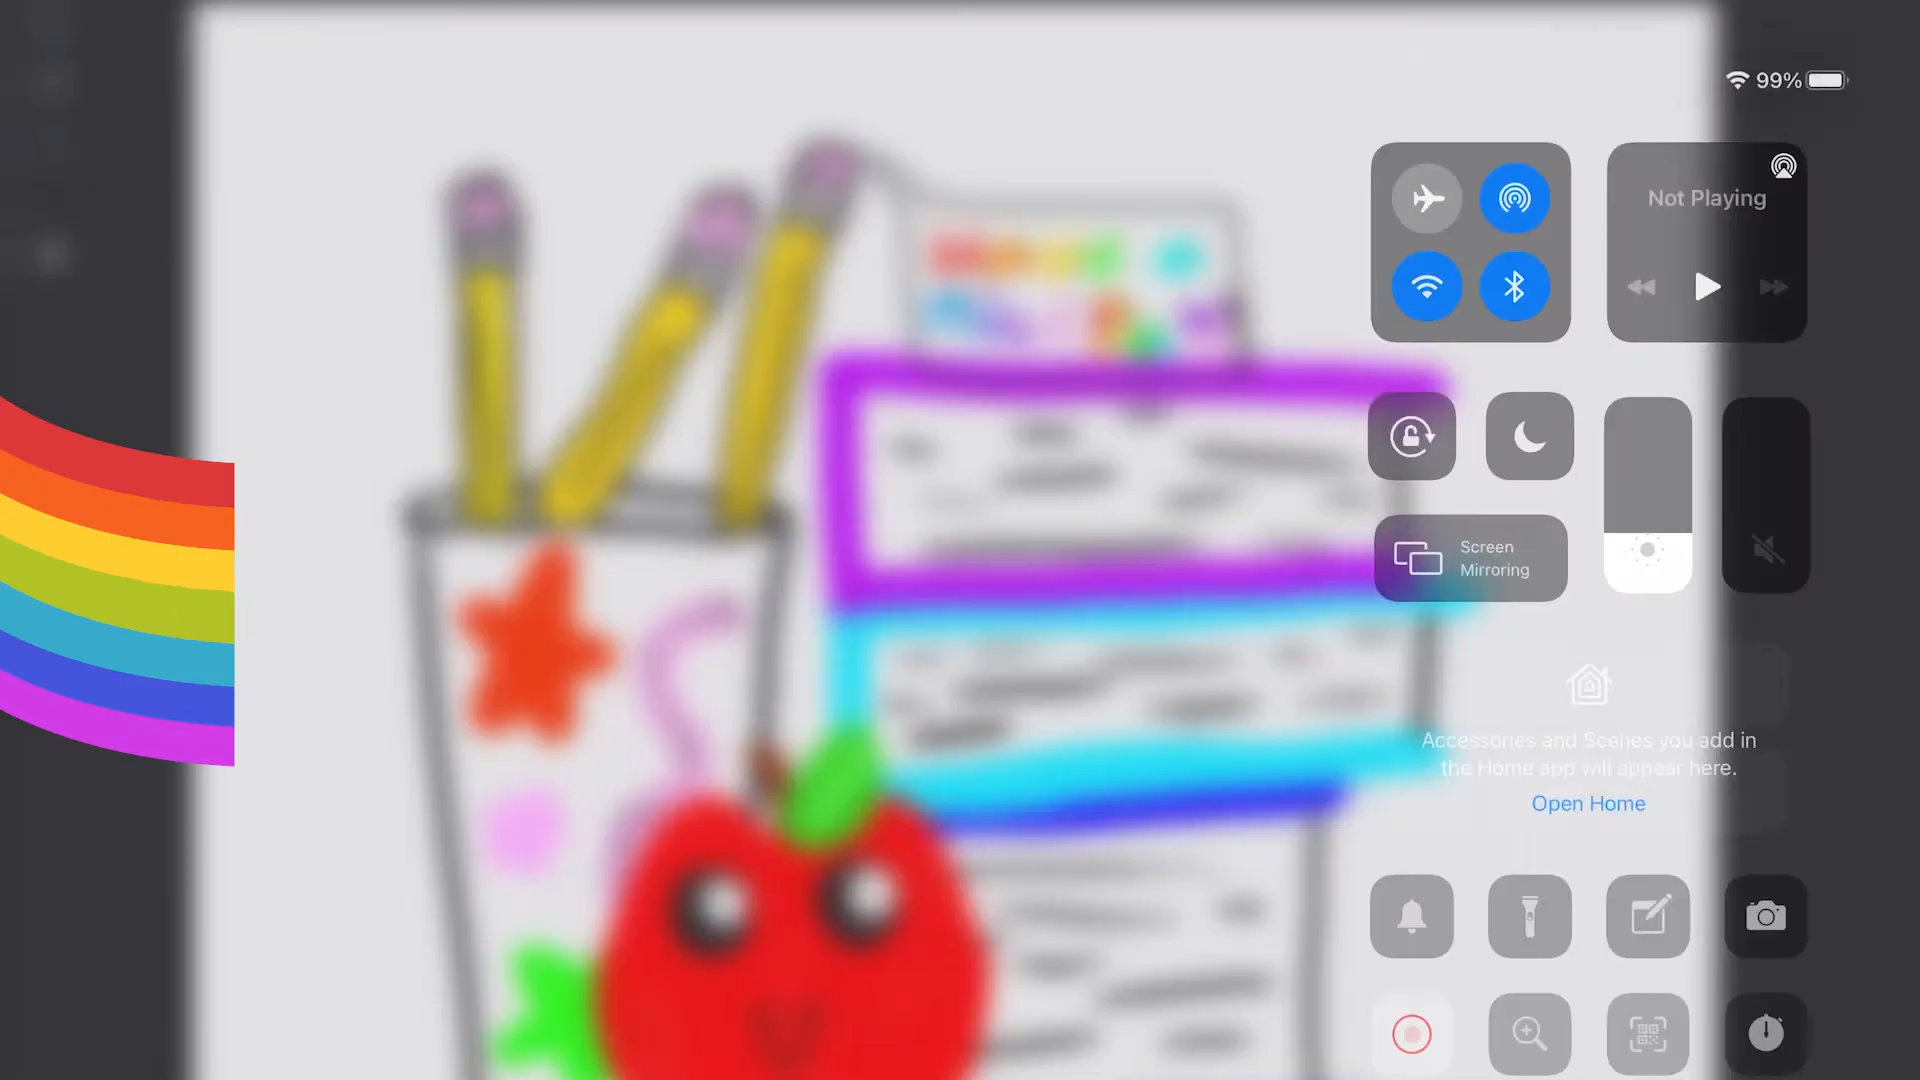 99%
Not Playing
Screen
Mirroring
Accessories and Scenes you add in
the Home app will appear here.
Open Home